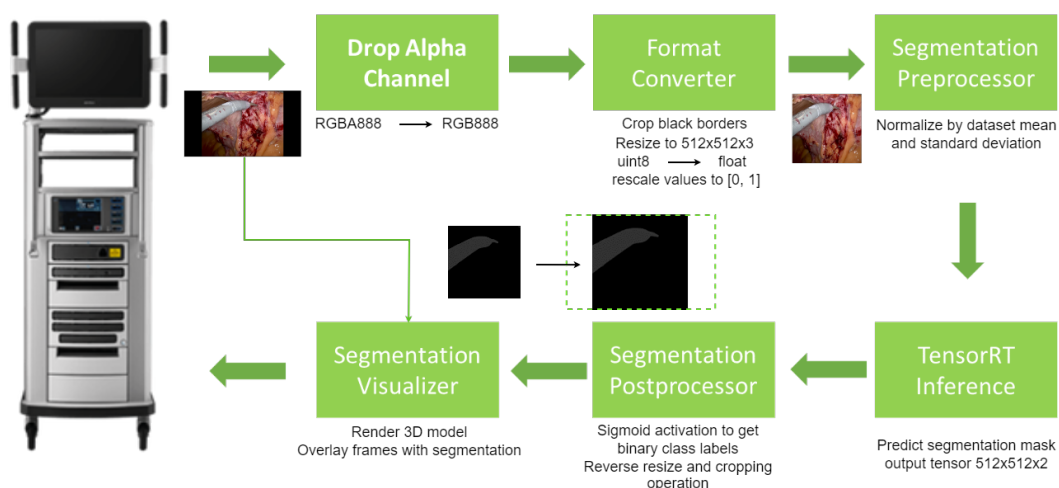 Drop Alpha
Channel
RGBA888 → RGB888
Format
Converter
Crop black borders
Resize to 512x512x3
uint8 → float
rescale values to [0, 1]
Segmentation
Preprocessor
Normalize by dataset mean
and standard deviation
Segmentation
Visualizer
Render 3D model
Overlay frames with segmentation
Segmentation
Postprocessor
Sigmoid activation to get
binary class labels
Reverse resize and cropping
operation
TensorRT
Inference
Predict segmentation mask
output tensor 512x512x2